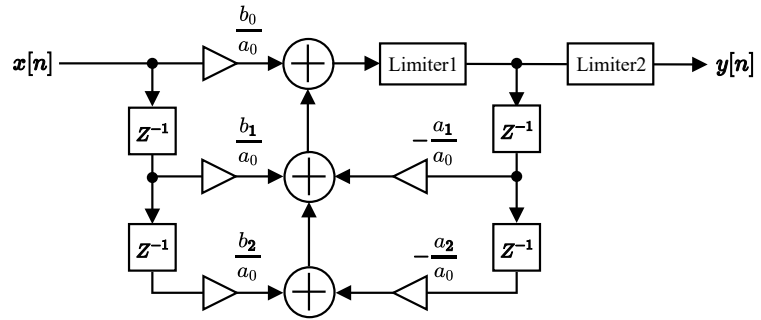 b₀/a₀
x[n] Limiter1 Limiter2 y[n]
z⁻¹ b₁/a₀ −a₁/a₀ z⁻¹
z⁻¹ b₂/a₀ −a₂/a₀ z⁻¹